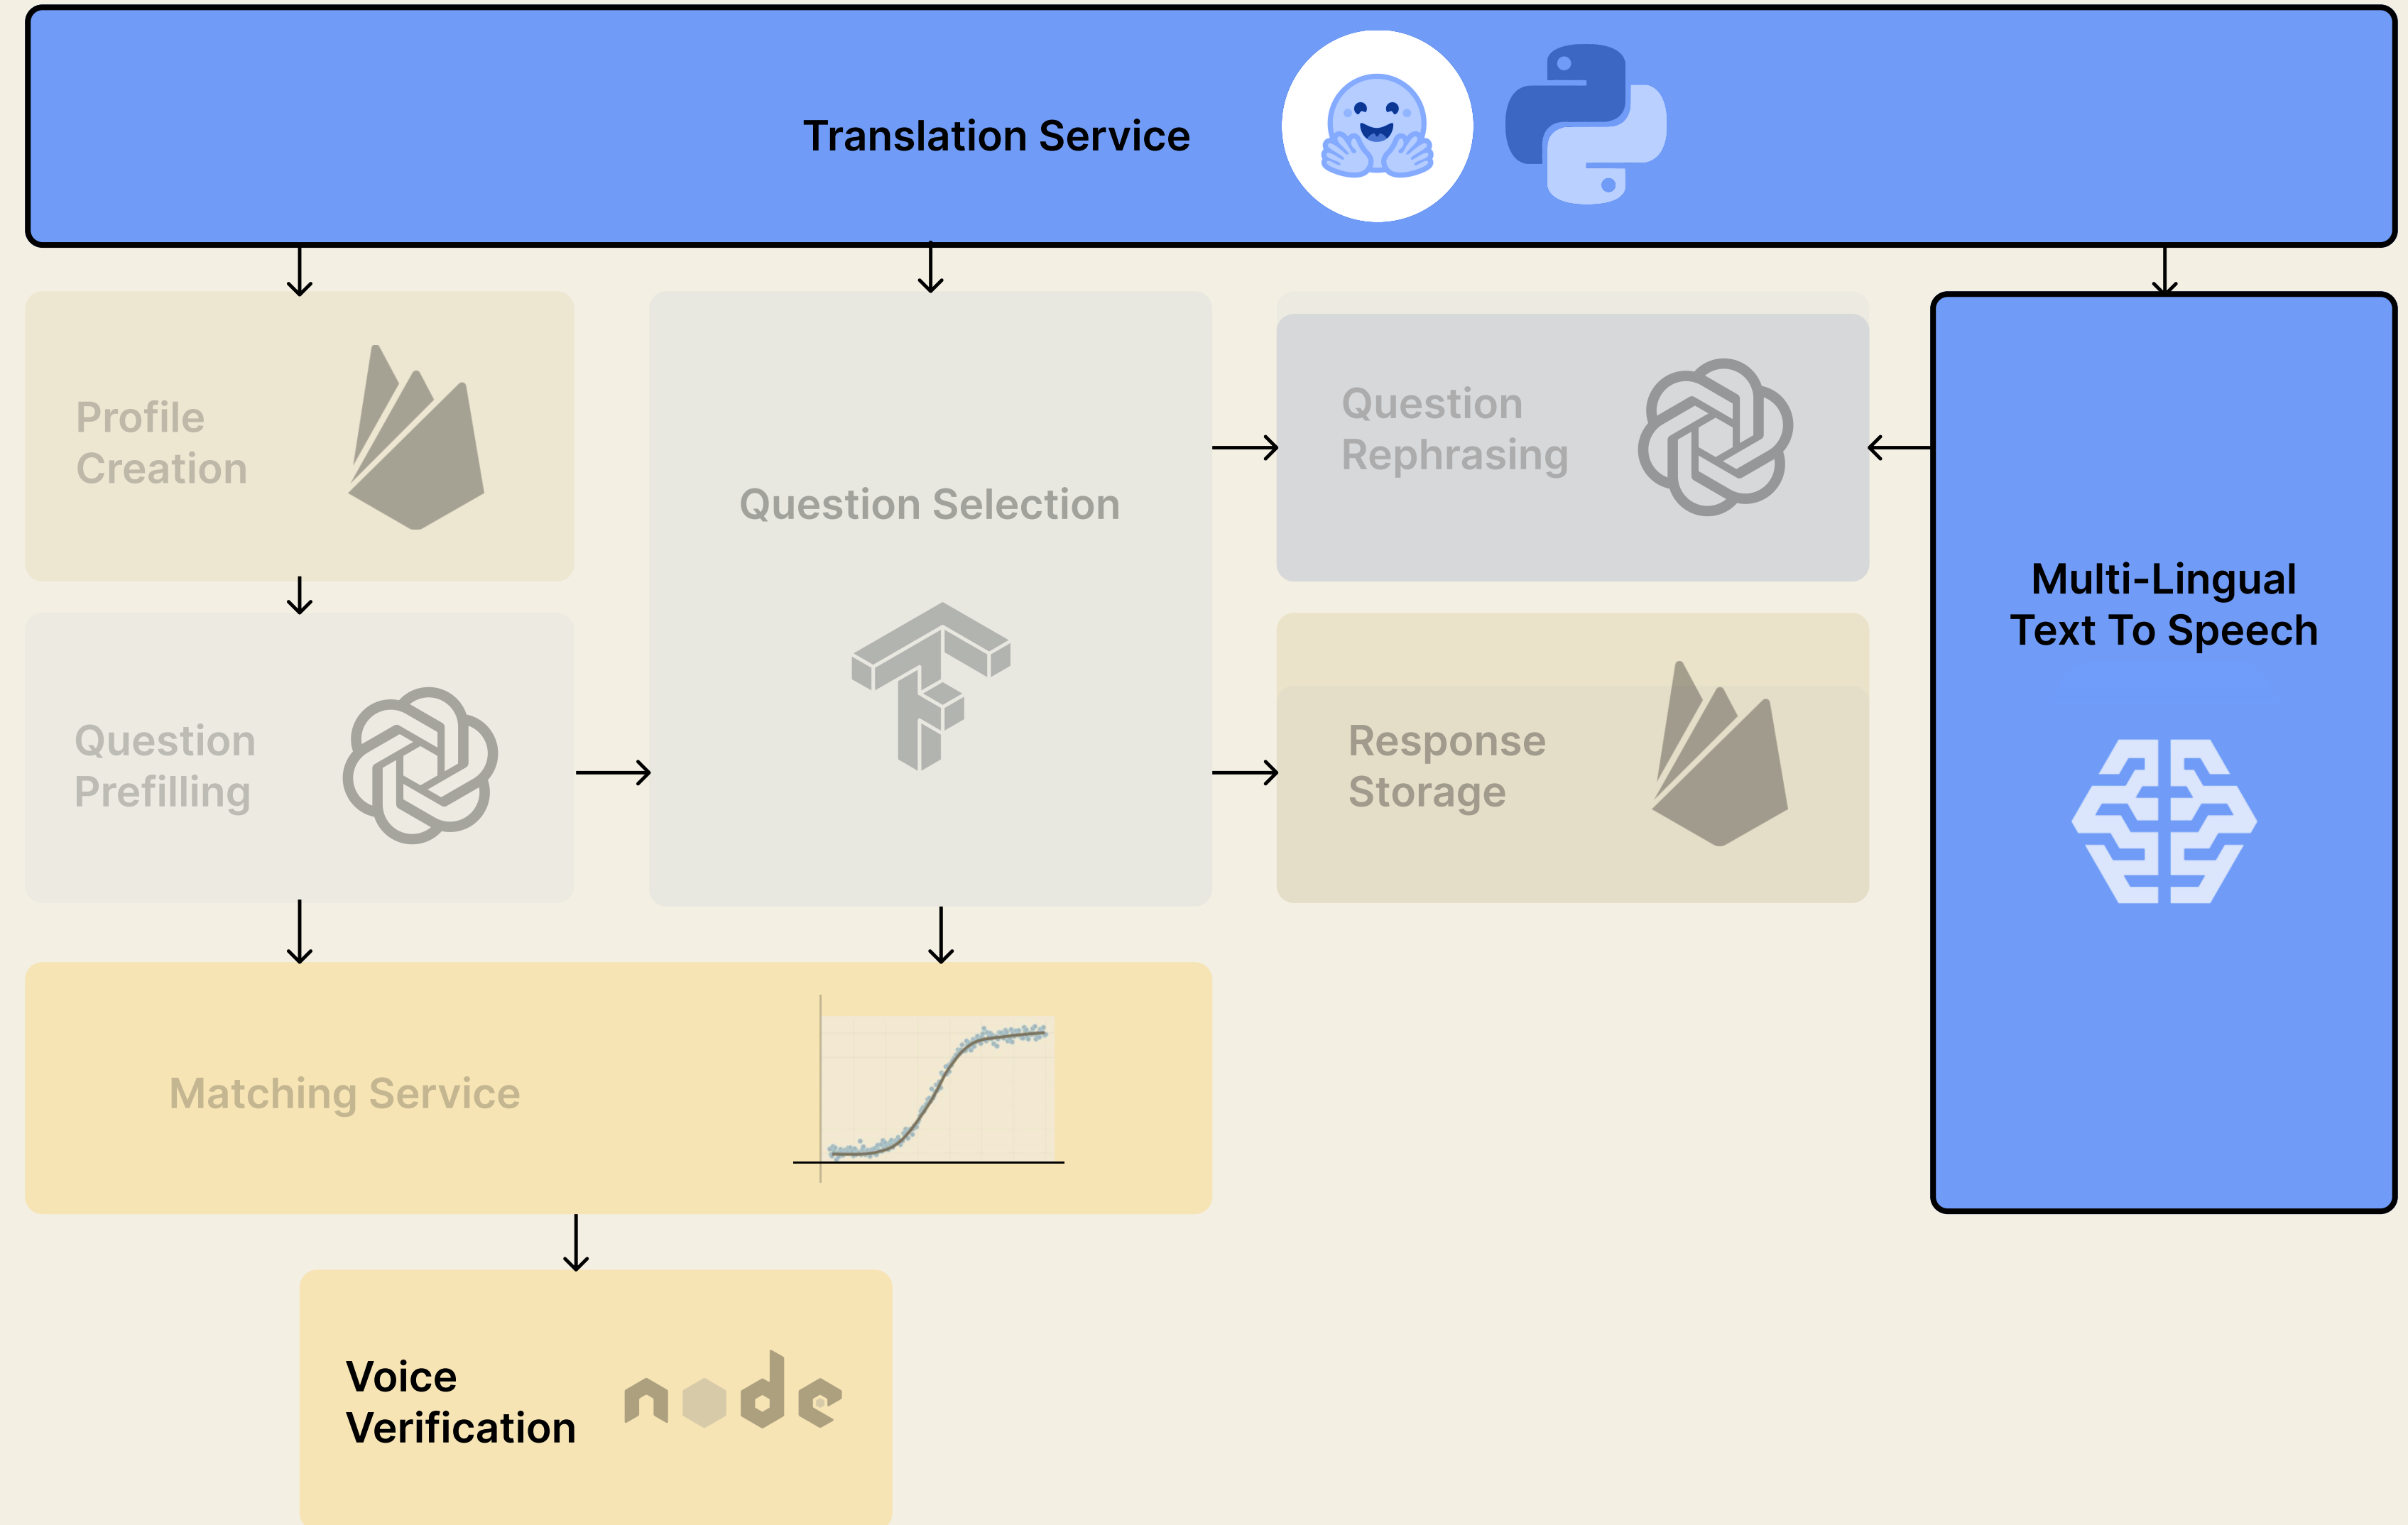 Translation Service
Profile
Creation
Question Selection
Question
Rephrasing
Multi-Lingual
Text To Speech
Question
Prefilling
Response
Storage
Matching Service
Voice
Verification
node